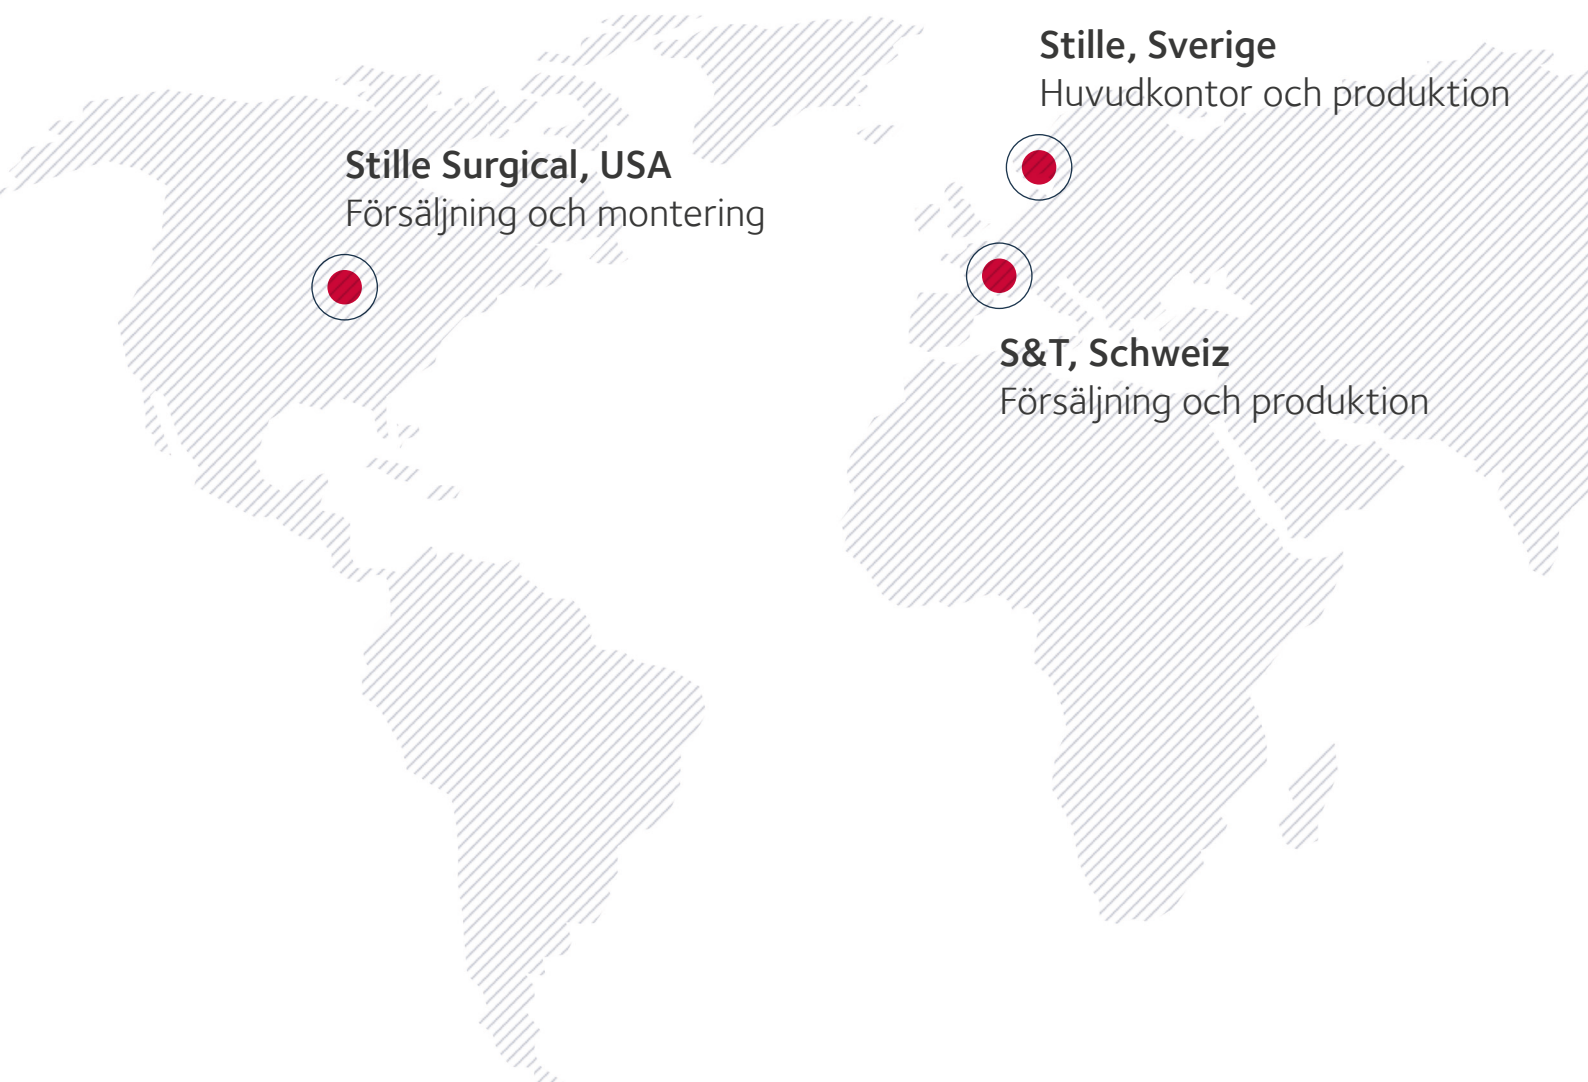 Stille, Sverige
Huvudkontor och produktion
Stille Surgical, USA
Försäljning och montering
S&T, Schweiz
Försäljning och produktion